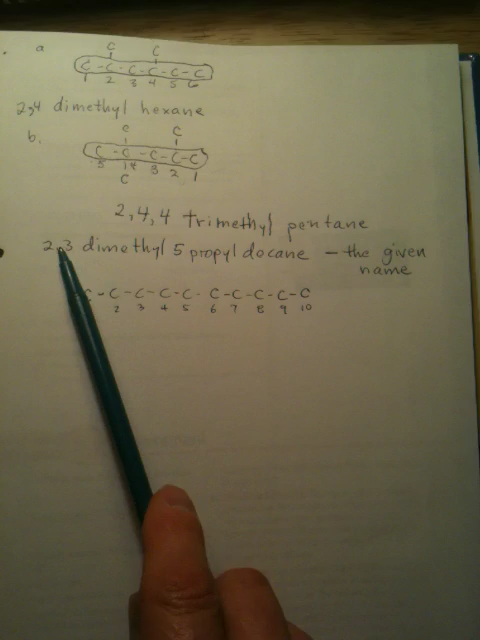 a
C C
C - C - C - C - C - C
1 2 3 4 5 6
2,4 dimethyl hexane
b.
C C
C - C - C - C - C
5 4 3 2 1
C
2,4,4 trimethyl pentane
2,3 dimethyl 5 propyl docane – the given
name
C - C - C - C - C - C - C - C - C - C
2 3 4 5 6 7 8 9 10